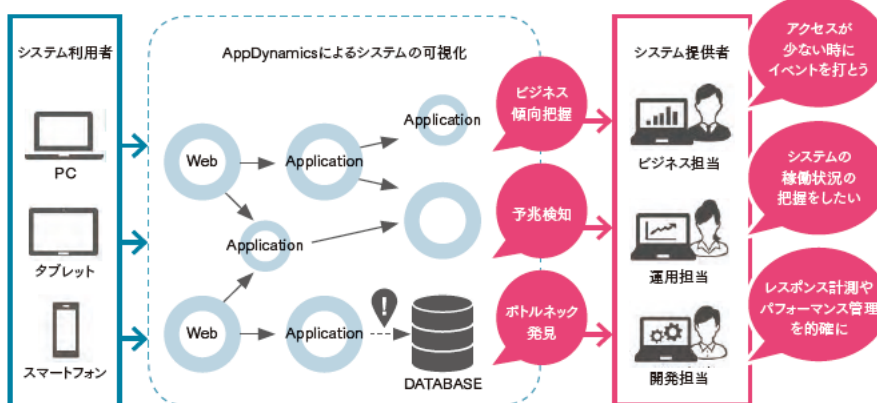 システム利用者
PC
タブレット
スマートフォン
AppDynamicsによるシステムの可視化
Web
Application
Application
Application
Web
Application
!
DATABASE
ビジネス
傾向把握
予兆検知
ボトルネック
発見
システム提供者
ビジネス担当
運用担当
開発担当
アクセスが
少ない時に
イベントを打とう
システムの
稼働状況の
把握をしたい
レスポンス計測や
パフォーマンス管理
を的確に